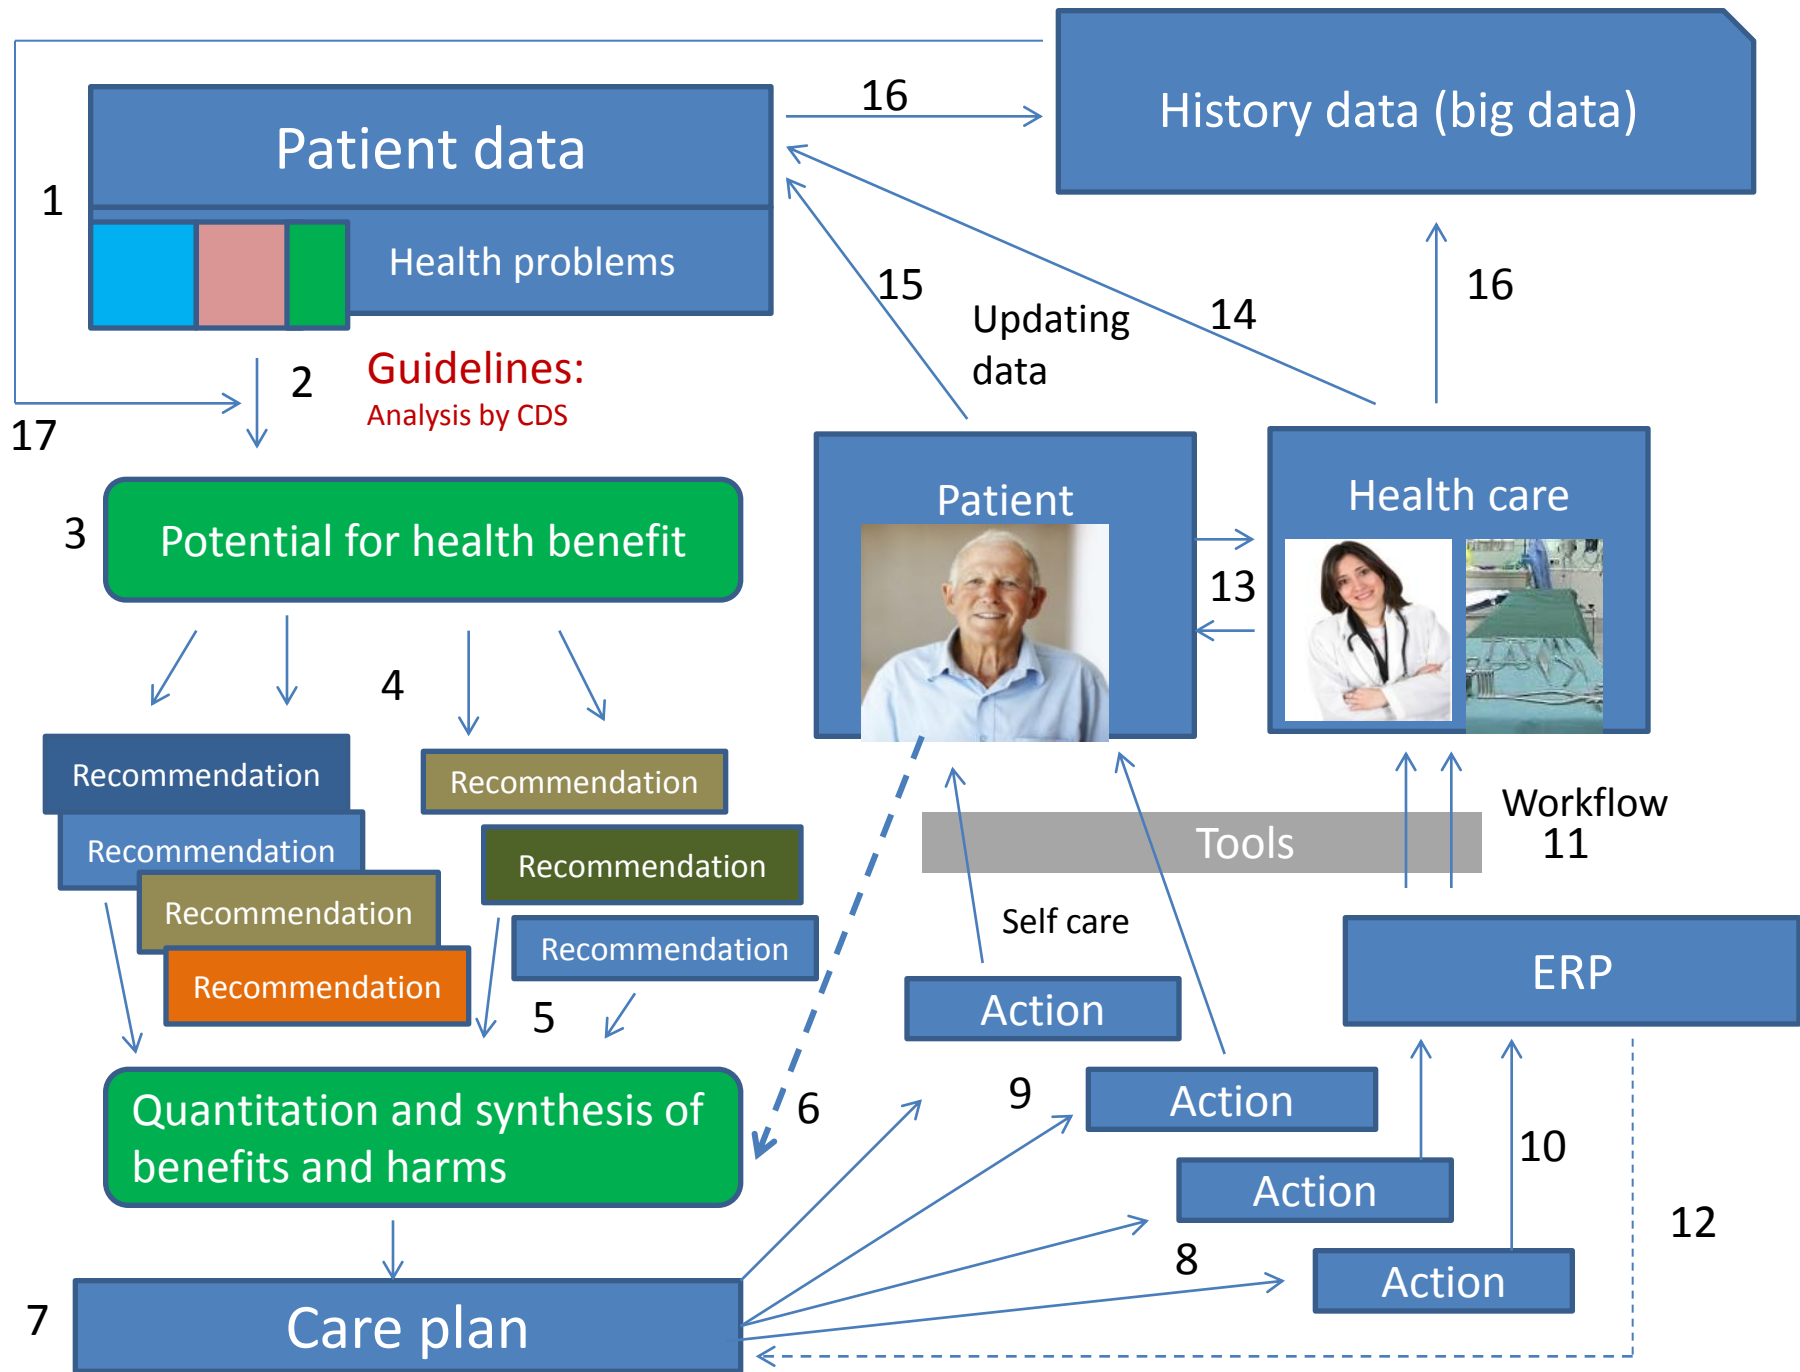 16
History data (big data)
Patient data
1
Health problems
15
16
14
Updating
data
2
Guidelines:
Analysis by CDS
17
Patient
Health care
3
Potential for health benefit
13
4
Recommendation
Recommendation
Recommendation
Recommendation
Recommendation
Recommendation
Recommendation
Workflow
11
Tools
Self care
ERP
Action
5
9
Action
6
Quantitation and synthesis of
benefits and harms
10
Action
12
8
Action
7
Care plan